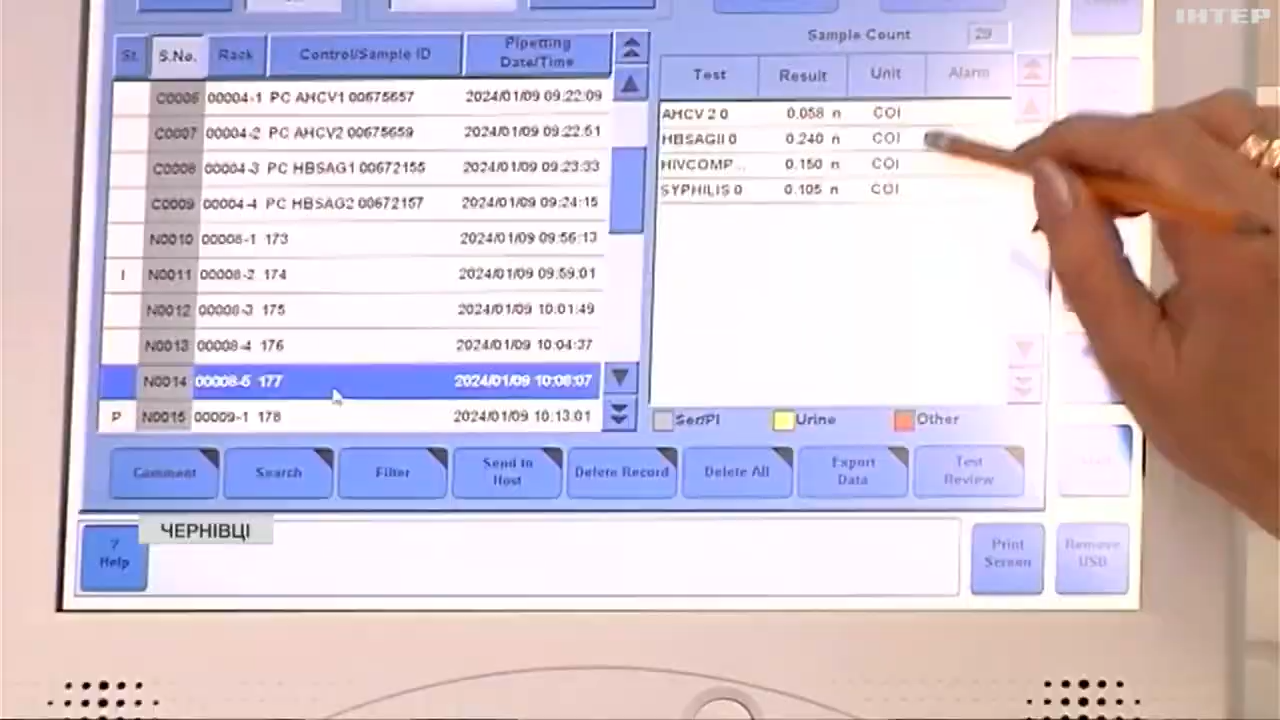 ІНТЕР
Sample Count 29
St. S.No. Rack Control/Sample ID Pipetting Date/Time
C0006 00004-1 PC AHCV1 00675657 2024/01/09 09:22:09
C0007 00004-2 PC AHCV2 00675659 2024/01/09 09:22:51
C0008 00004-3 PC HBSAG1 00672155 2024/01/09 09:23:33
C0009 00004-4 PC HBSAG2 00672157 2024/01/09 09:24:15
N0010 00008-1 173 2024/01/09 09:56:13
I N0011 00008-2 174 2024/01/09 09:59:01
N0012 00008-3 175 2024/01/09 10:01:49
N0013 00008-4 176 2024/01/09 10:04:37
N0014 00008-5 177 2024/01/09 10:08:07
P N0015 00009-1 178 2024/01/09 10:13:01
Test Result Unit Alarm
AHCV 2 0 0.058 n COI
HBSAGII 0 0.240 n COI
HIVCOMP... 0.150 n COI
SYPHILIS 0 0.105 n COI
Ser/Pl Urine Other
Comment Search Filter Send to Host Delete Record Delete All Export Data Test Review
ЧЕРНІВЦІ
? Help
Print Screen
Remove USB